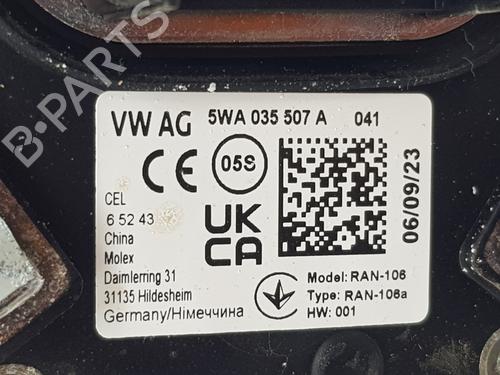 VW AG 5WA 035 507 A 041
CE 05S
CEL
6 52 43
China
Molex
Daimlerring 31
31135 Hildesheim
Germany/Німеччина
UK
CA
Model: RAN-106
Type: RAN-106a
HW: 001
06/09/23
B-PARTS